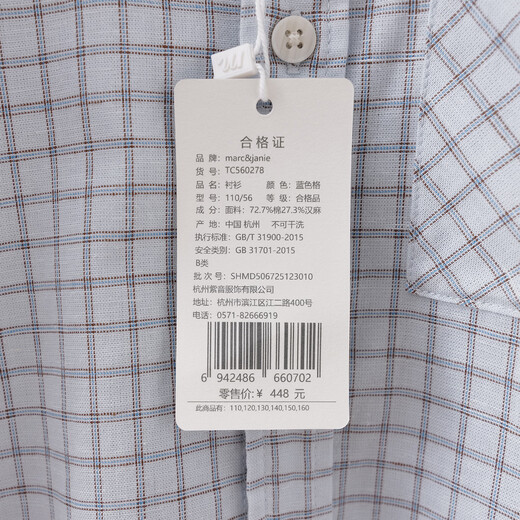 m.
合格证
品 牌: marc&janie
货 号: TC560278
品 名: 衬衫 颜 色: 蓝色格
型 号: 110/56 等 级: 合格品
成 分: 面料: 72.7%棉27.3%汉麻
产 地: 中国 杭州 不可干洗
执行标准: GB/T 31900-2015
安全类别: GB 31701-2015
B类
批 次 号: SHMD506725123010
杭州紫音服饰有限公司
地址: 杭州市滨江区江二路400号
电话: 0571-82666919
6 942486 660702
零售价:¥ 448 元
此商品有: 110,120,130,140,150,160